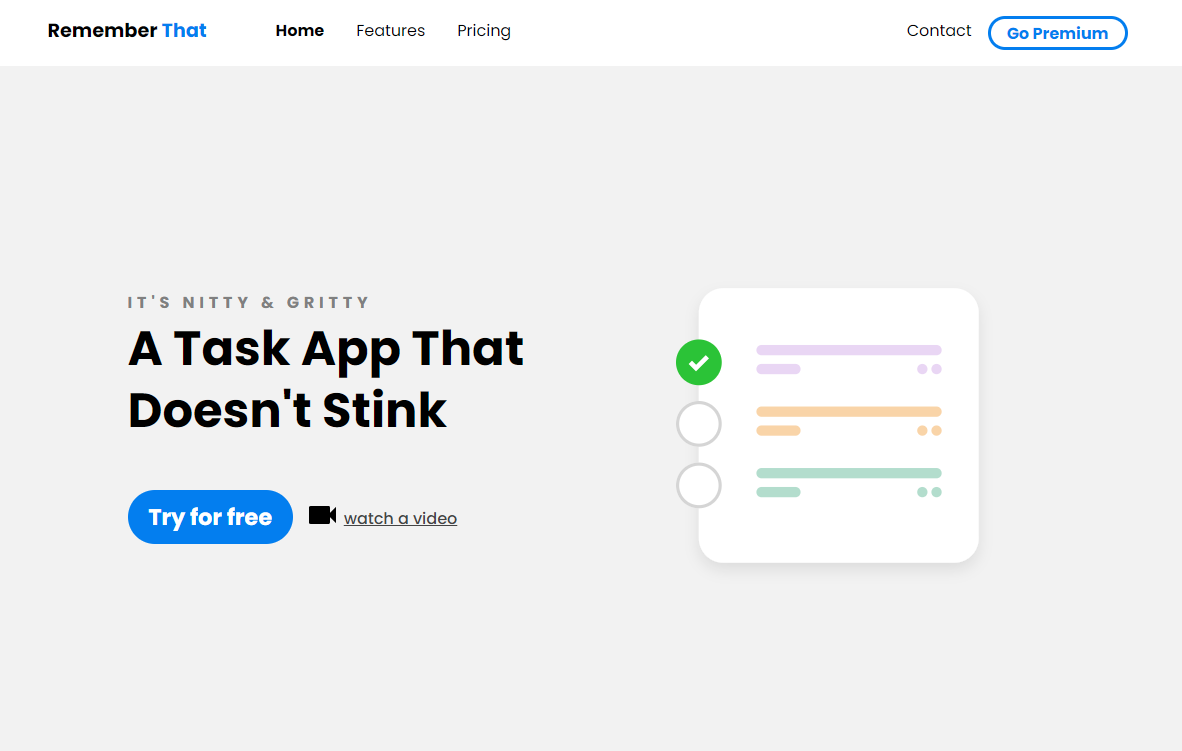 Remember That
Home
Features
Pricing
Contact
Go Premium
IT'S NITTY & GRITTY
A Task App That
Doesn't Stink
Try for free
watch a video